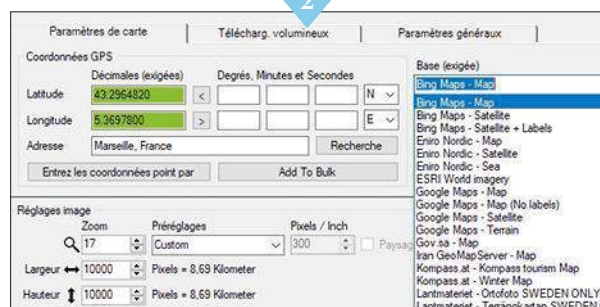 2
Paramètres de carte Télécharg. volumineux Paramètres généraux
Coordonnées GPS
Décimales (exigées) Degrés, Minutes et Secondes
Latitude 43.2964820 < N
Longitude 5.3697800 > E
Adresse Marseille, France Recherche
Entrez les coordonnées point par Add To Bulk
Réglages image
Zoom Préréglages Pixels / Inch
17 Custom 300 Paysag
Largeur 10000 Pixels = 8,69 Kilometer
Hauteur 10000 Pixels = 8,69 Kilometer
Base (exigée)
Bing Maps - Map
Bing Maps - Map
Bing Maps - Satellite
Bing Maps - Satellite + Labels
Eniro Nordic - Map
Eniro Nordic - Satellite
Eniro Nordic - Sea
ESRI World imagery
Google Maps - Map
Google Maps - Map (No labels)
Google Maps - Satellite
Google Maps - Terrain
Gov.sa - Map
Iran GeoMapServer - Map
Kompass.at - Kompass tourism Map
Kompass.at - Winter Map
Lantmateriet - Ortofoto SWEDEN ONLY
Lantmateriet - SWEDEN